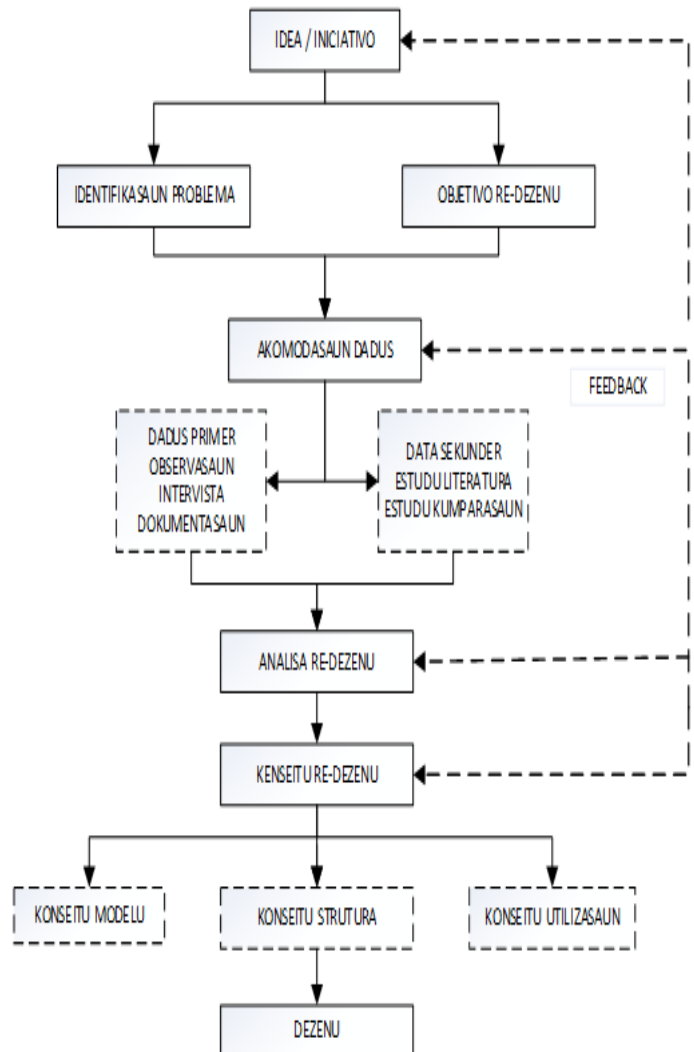 IDEA / INICIATIVO
IDENTIFIKASAUN PROBLEMA
OBJETIVO RE-DEZENU
AKOMODASAUN DADUS
FEEDBACK
DADUS PRIMER
OBSERVASAUN
INTERVISTA
DOKUMENTASAUN
DATA SEKUNDER
ESTUDU LITERATURA
ESTUDU KUMPARASAUN
ANALISA RE-DEZENU
KENSEITU RE-DEZENU
KONSEITU MODELU
KONSEITU STRUTURA
KONSEITU UTILIZASAUN
DEZENU